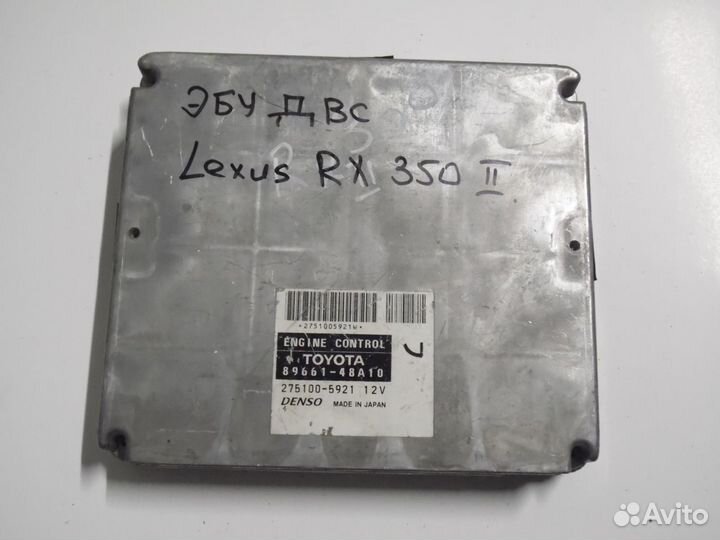 ЭБУ ДВС
Lexus RX 350 II
*2751005921W*
ENGINE CONTROL
TOYOTA
89661-48A10
275100-5921 12V
DENSO MADE IN JAPAN
Avito